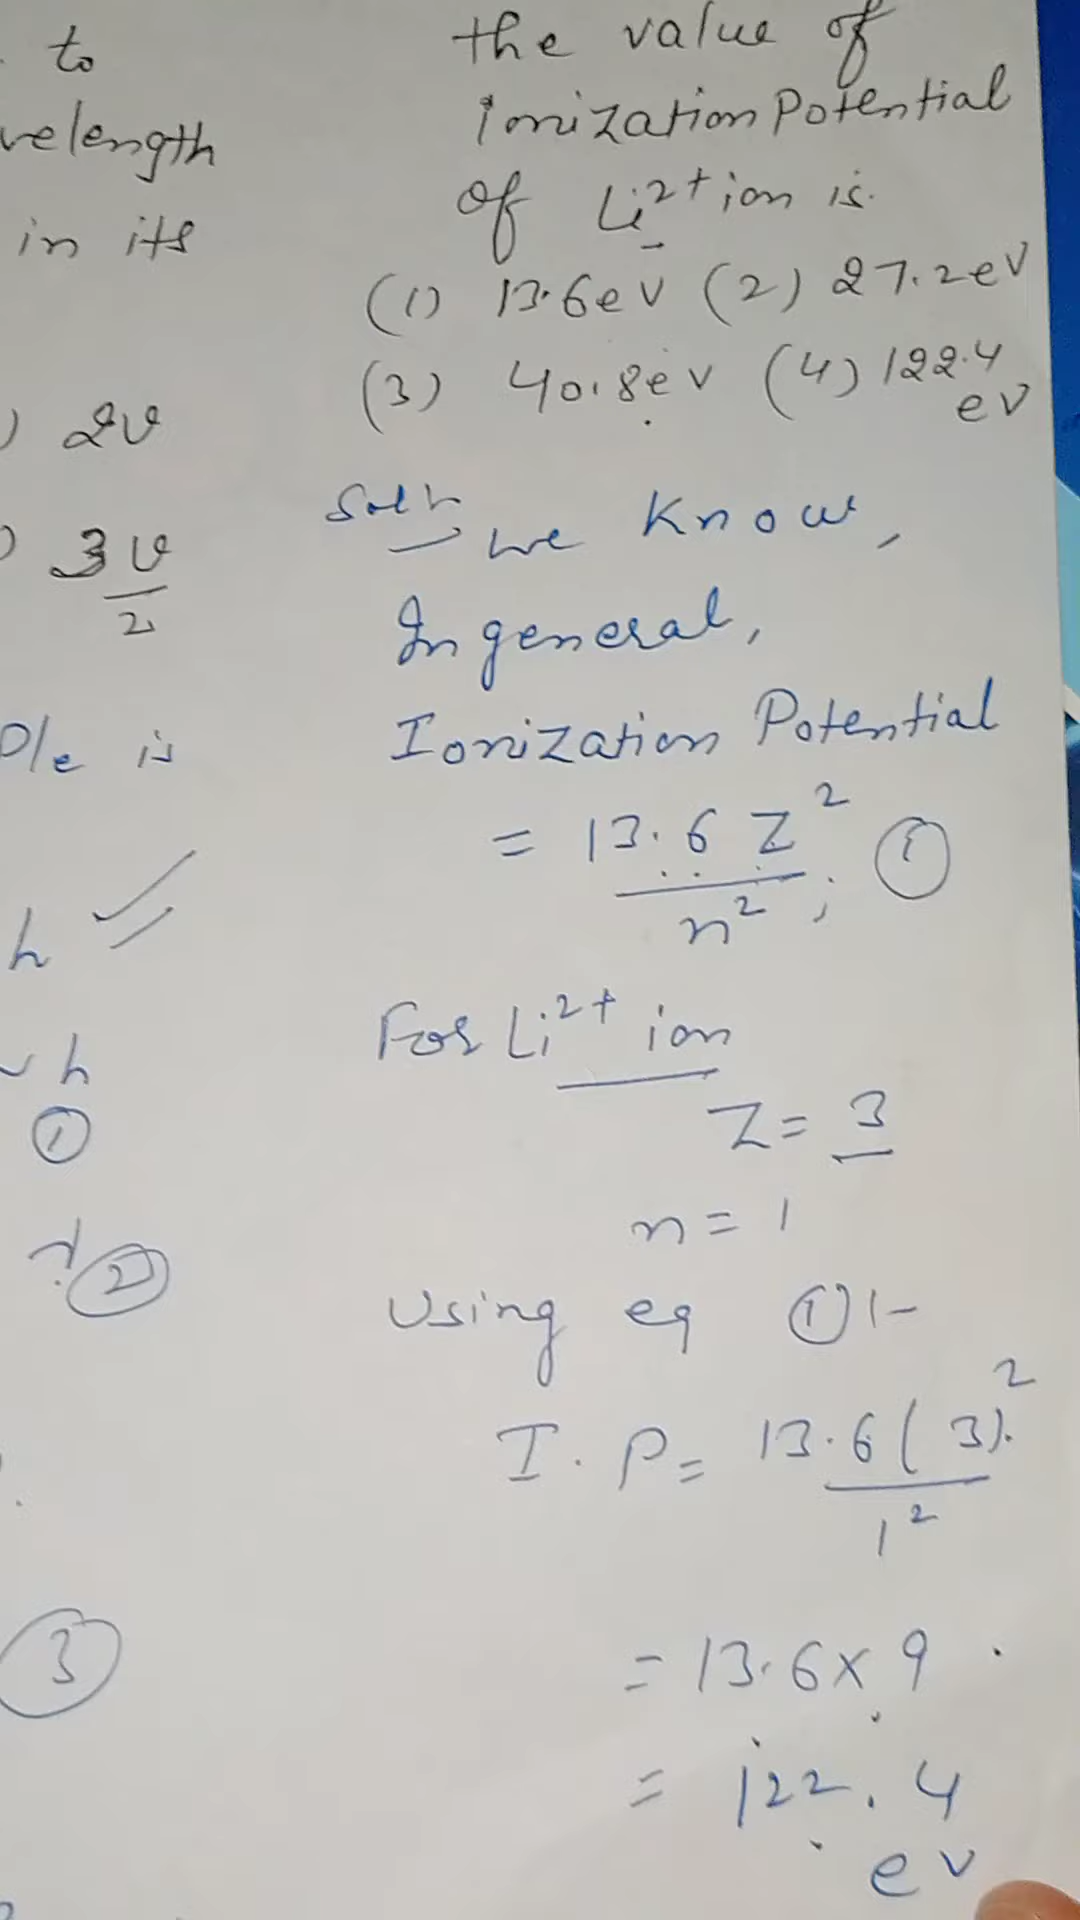 to
velength
in its
) 2v
) 3v
2
ple is
h
h
①
②
③
the value of
Ionization Potential
of Li2+ ion is.
(1) 13.6eV (2) 27.2eV
(3) 40.8eV (4) 122.4
eV
Soln we know,
In general,
Ionization Potential
= 13.6 Z²
n² ; ①
For Li2+ ion
Z = 3
n = 1
Using eq ① :-
I. P = 13.6 (3)²
1²
= 13.6 x 9
= 122.4
eV